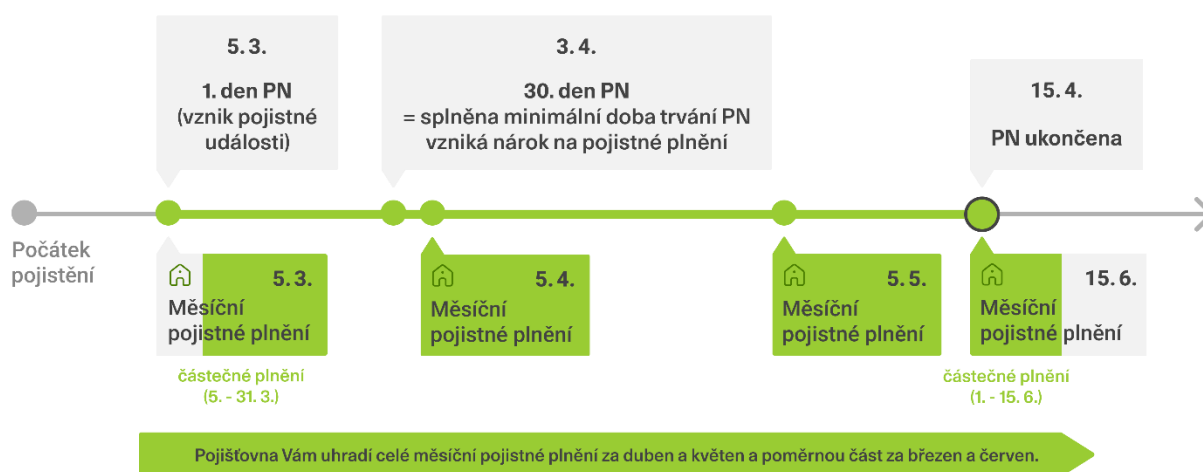 5. 3.
1. den PN
(vznik pojistné
události)
3. 4.
30. den PN
= splněna minimální doba trvání PN
vzniká nárok na pojistné plnění
15. 4.
PN ukončena
Počátek
pojistění
5. 3.
Měsíční
pojistné plnění
5. 4.
Měsíční
pojistné plnění
5. 5.
Měsíční
pojistné plnění
15. 6.
Měsíční
pojistné plnění
částečné plnění
(5. - 31. 3.)
částečné plnění
(1. - 15. 6.)
Pojišťovna Vám uhradí celé měsíční pojistné plnění za duben a květen a poměrnou část za březen a červen.